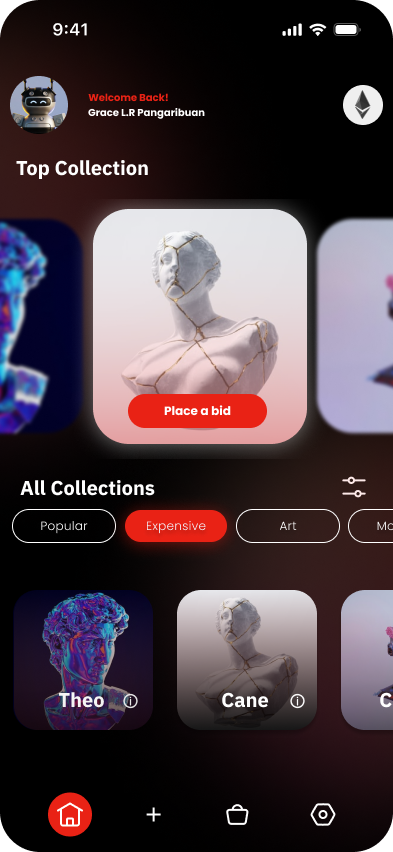 9:41
Welcome Back!
Grace L.R Pangaribuan
Top Collection
Place a bid
All Collections
Popular
Expensive
Art
Mo
Theo
Cane
C